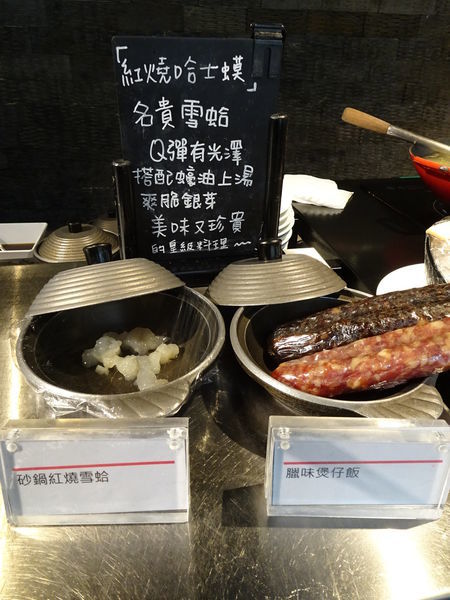 「紅燒哈士蟆」
名貴雪蛤
Q彈有光澤
搭配蠔油上湯
爽脆銀芽
美味又珍貴
的皇級料理~~
砂鍋紅燒雪蛤
臘味煲仔飯